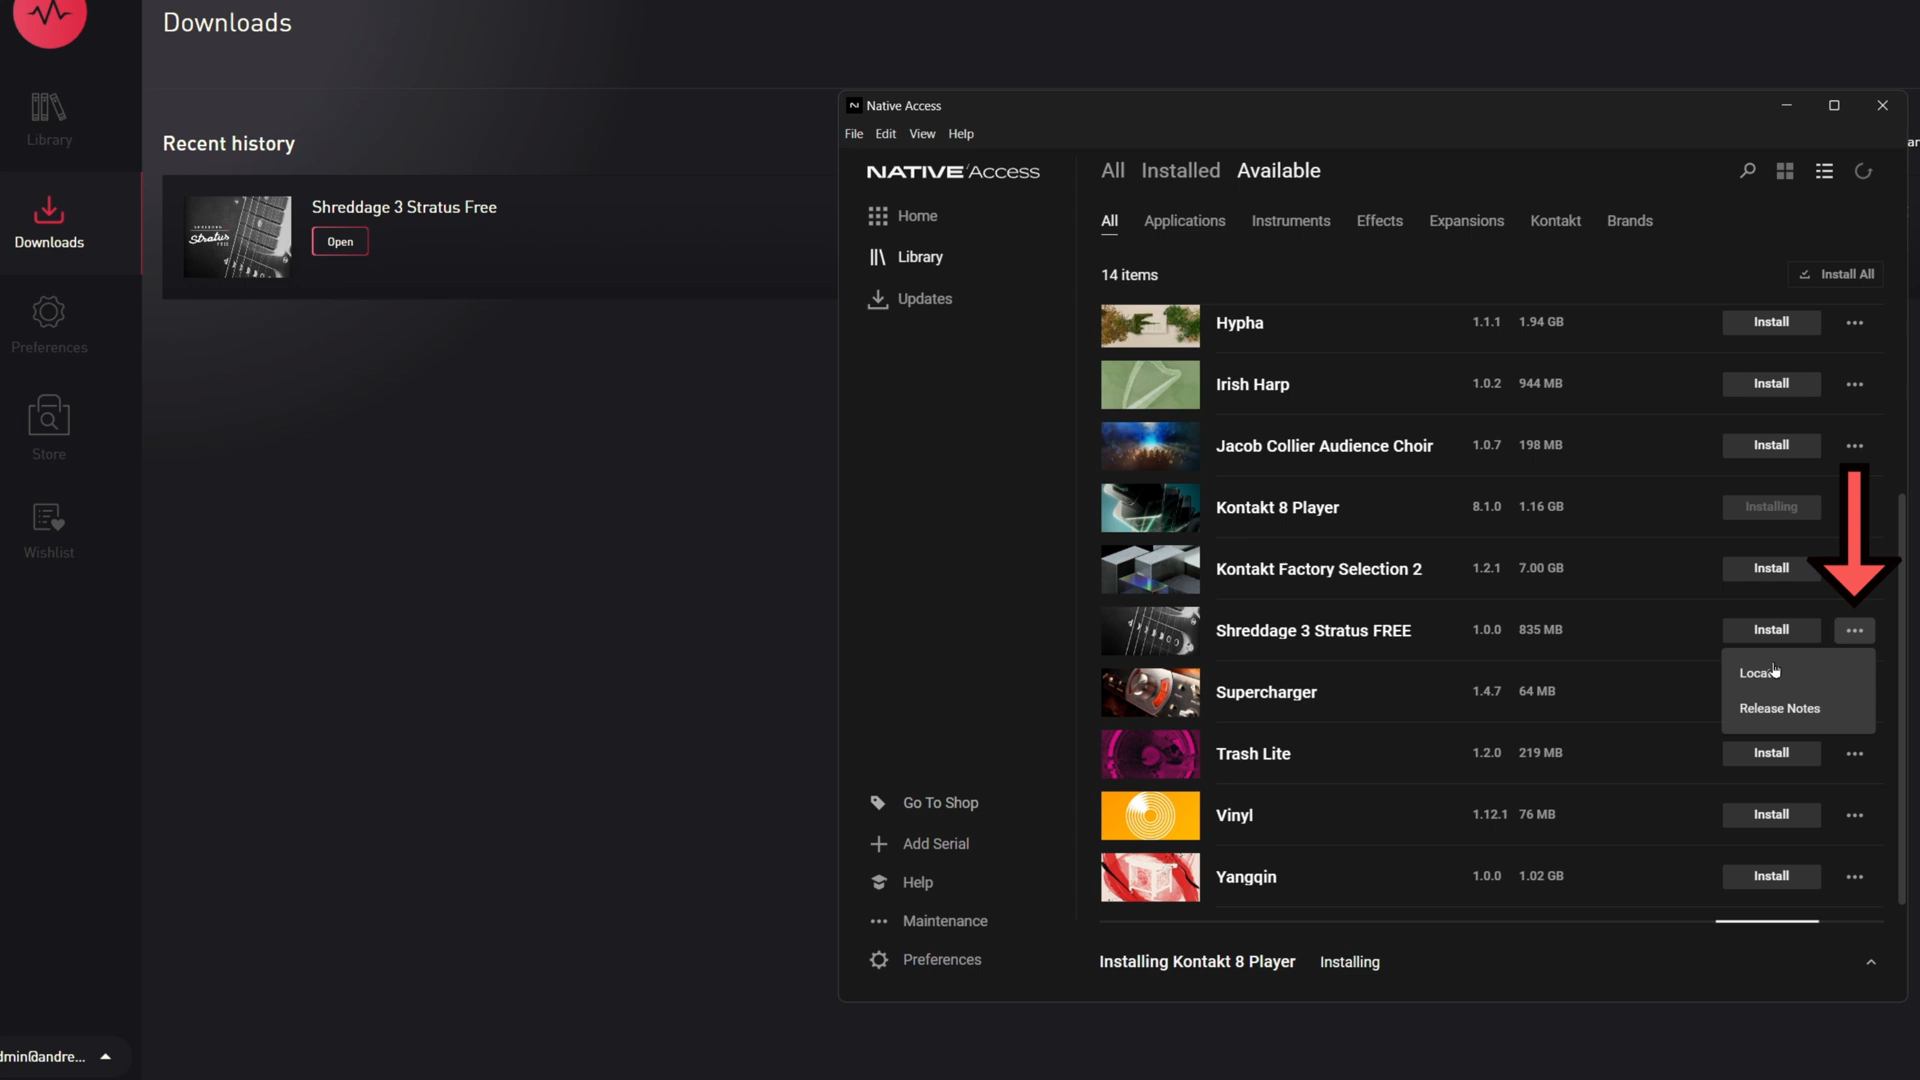 Downloads
Library
Downloads
Preferences
Store
Wishlist
Recent history
Shreddage 3 Stratus Free
Open
Stratus
FREE
Native Access
File Edit View Help
NATIVE/Access
Home
Library
Updates
Go To Shop
Add Serial
Help
Maintenance
Preferences
All Installed Available
All Applications Instruments Effects Expansions Kontakt Brands
14 items
Install All
Hypha 1.1.1 1.94 GB Install
Irish Harp 1.0.2 944 MB Install
Jacob Collier Audience Choir 1.0.7 198 MB Install
Kontakt 8 Player 8.1.0 1.16 GB Installing
Kontakt Factory Selection 2 1.2.1 7.00 GB Install
Shreddage 3 Stratus FREE 1.0.0 835 MB Install
Locat
Release Notes
Supercharger 1.4.7 64 MB
Trash Lite 1.2.0 219 MB Install
Vinyl 1.12.1 76 MB Install
Yangqin 1.0.0 1.02 GB Install
Installing Kontakt 8 Player Installing
dmin@andre...
ar